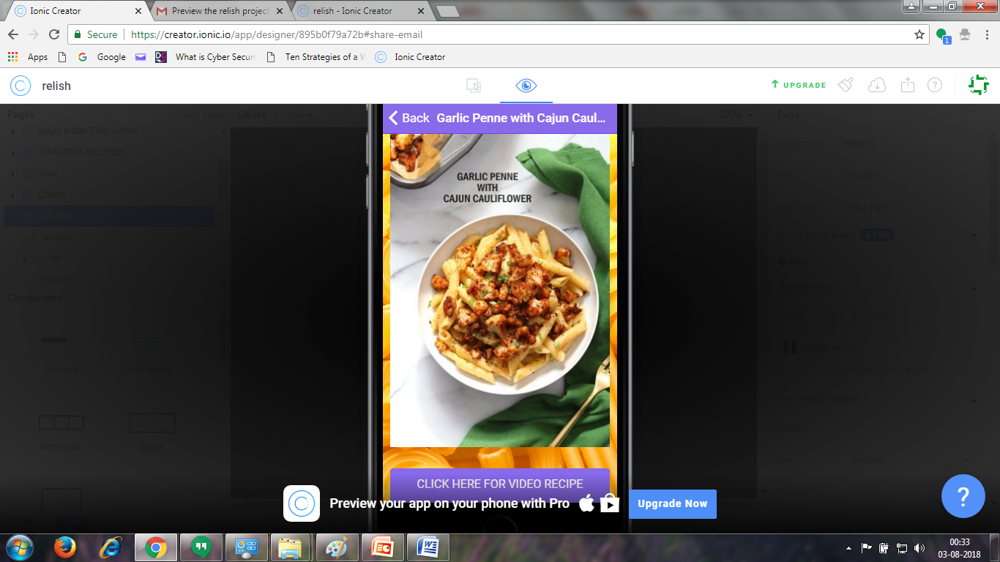 Ionic Creator
Preview the relish project
relish - Ionic Creator
Secure
https://creator.ionic.io/app/designer/895b0f79a72b#share-email
Apps
Google
What is Cyber Securi
Ten Strategies of a W
Ionic Creator
relish
UPGRADE
Pages
Add Page
Device
iPhone
100%
Page
South Indian Filter Coffee
GRANDMA RECIPES
Avial
Choice
ITALIAN
spacer
list
spacer
Components
Heading
Paragraph
Button Bar
Button
Back
Garlic Penne with Cajun Caul...
GARLIC PENNE
WITH
CAJUN CAULIFLOWER
CLICK HERE FOR VIDEO RECIPE
Routing URL
/page16
Title
ITALIAN
ITALIAN
Route Parameters
PRO
Add
Switch to text input
Left Header Button
Icon
No Icon
Preview your app on your phone with Pro
Upgrade Now
?
00:33
03-08-2018